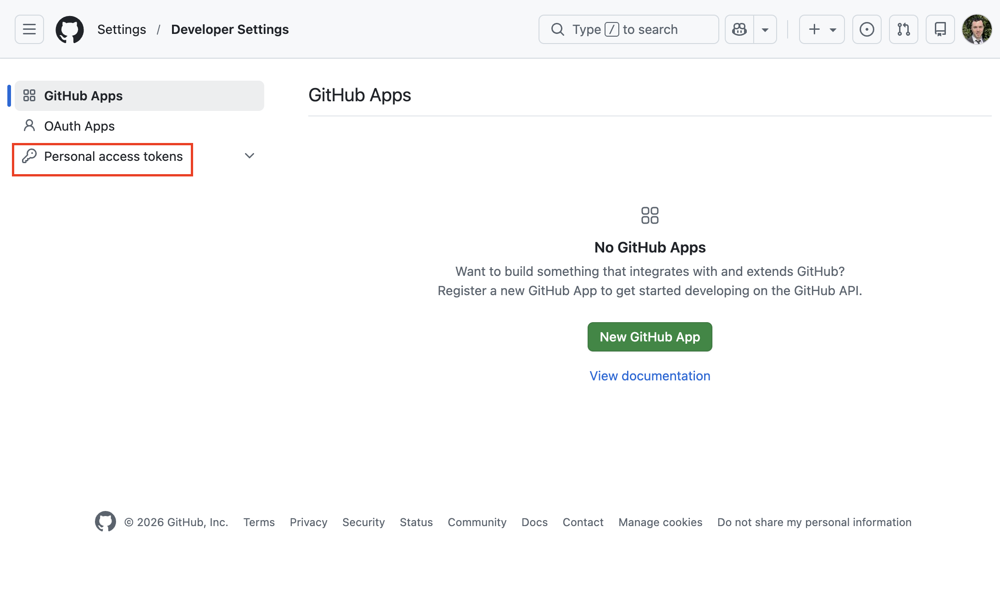 Settings / Developer Settings
Type / to search
GitHub Apps
OAuth Apps
Personal access tokens
GitHub Apps
No GitHub Apps
Want to build something that integrates with and extends GitHub?
Register a new GitHub App to get started developing on the GitHub API.
New GitHub App
View documentation
© 2026 GitHub, Inc. Terms Privacy Security Status Community Docs Contact Manage cookies Do not share my personal information